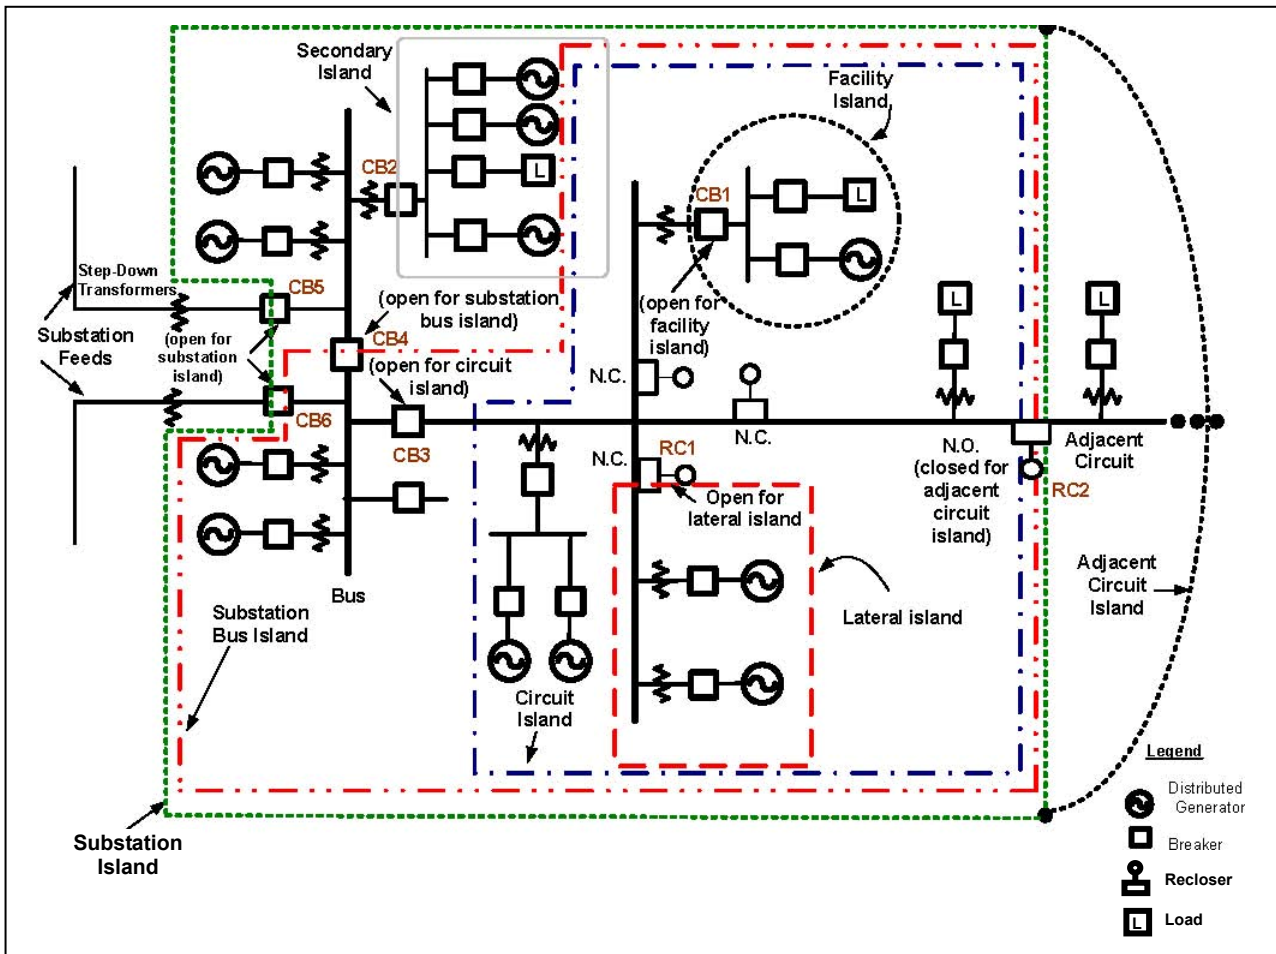 Secondary
Island
Facility
Island
CB2
L
CB1
L
Step-Down
Transformers
CB5
(open for substation
bus island)
(open for
facility
island)
L
L
Substation
Feeds
(open for
substation
island)
CB4
(open for circuit
island)
N.C.
CB6
CB3
N.C.
N.C.
RC1
N.O.
(closed for
adjacent
circuit
island)
Adjacent
Circuit
RC2
Open for
lateral island
Bus
Substation
Bus Island
Lateral island
Adjacent
Circuit
Island
Circuit
Island
Substation
Island
Legend
Distributed
Generator
Breaker
Recloser
L
Load